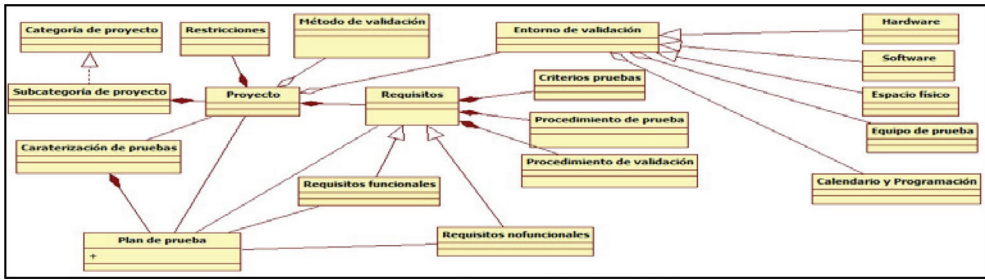 Categoría de proyecto
Restricciones
Método de validación
Entorno de validación
Hardware
Software
Subcategoría de proyecto
Proyecto
Requisitos
Criterios pruebas
Espacio físico
Procedimiento de prueba
Equipo de prueba
Caraterización de pruebas
Procedimiento de validación
Requisitos funcionales
Calendario y Programación
Plan de prueba
+
Requisitos nofuncionales